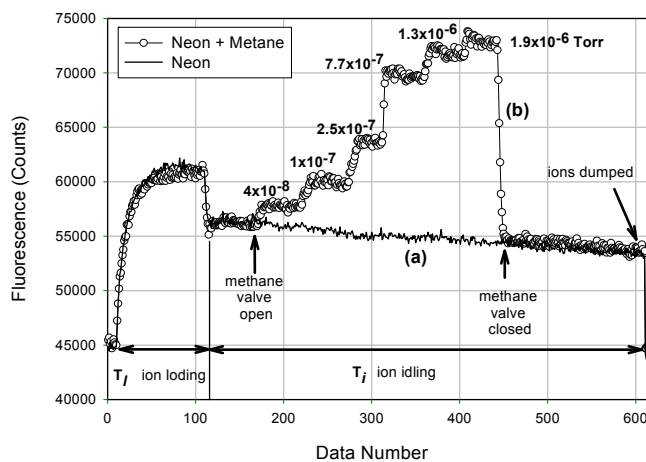 75000
70000
65000
60000
55000
50000
45000
40000
Fluorescence (Counts)
Neon + Metane
Neon
4x10-8
1x10-7
2.5x10-7
7.7x10-7
1.3x10-6
1.9x10-6 Torr
(b)
(a)
ions dumped
methane
valve
open
methane
valve
closed
Tl ion loding
Ti ion idling
0
100
200
300
400
500
600
Data Number